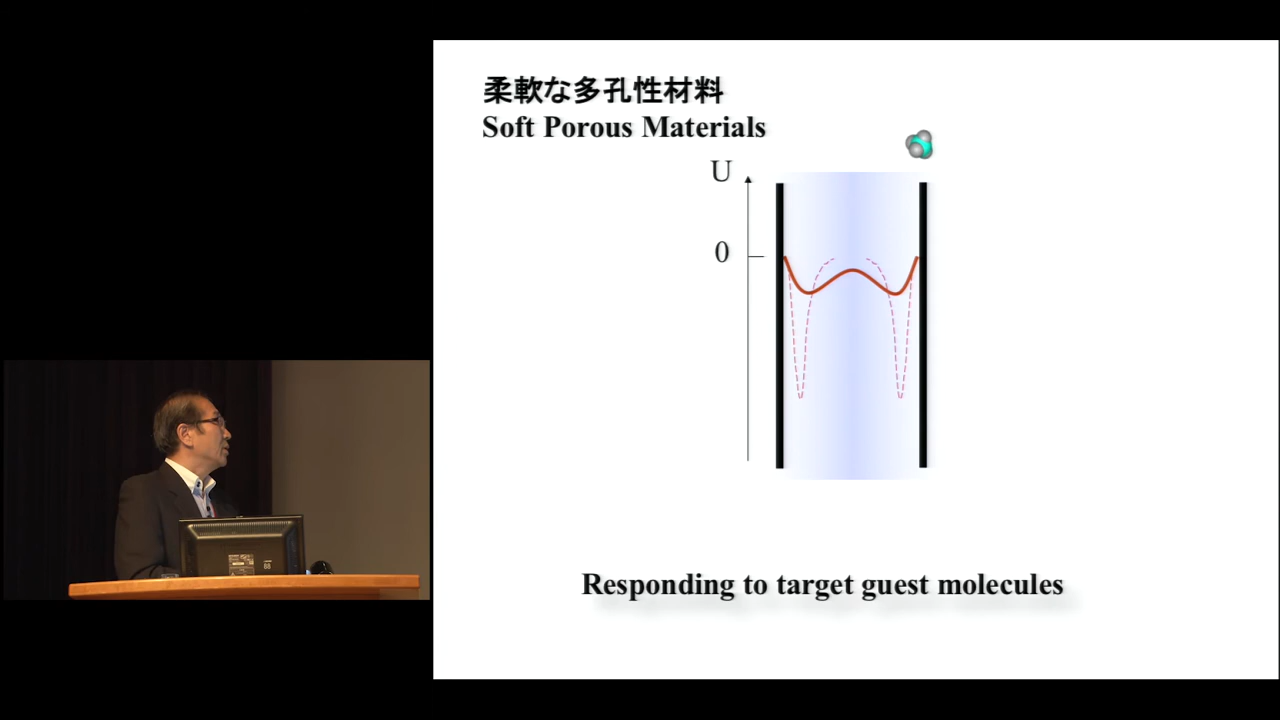 柔軟な多孔性材料
Soft Porous Materials
U
0
Responding to target guest molecules